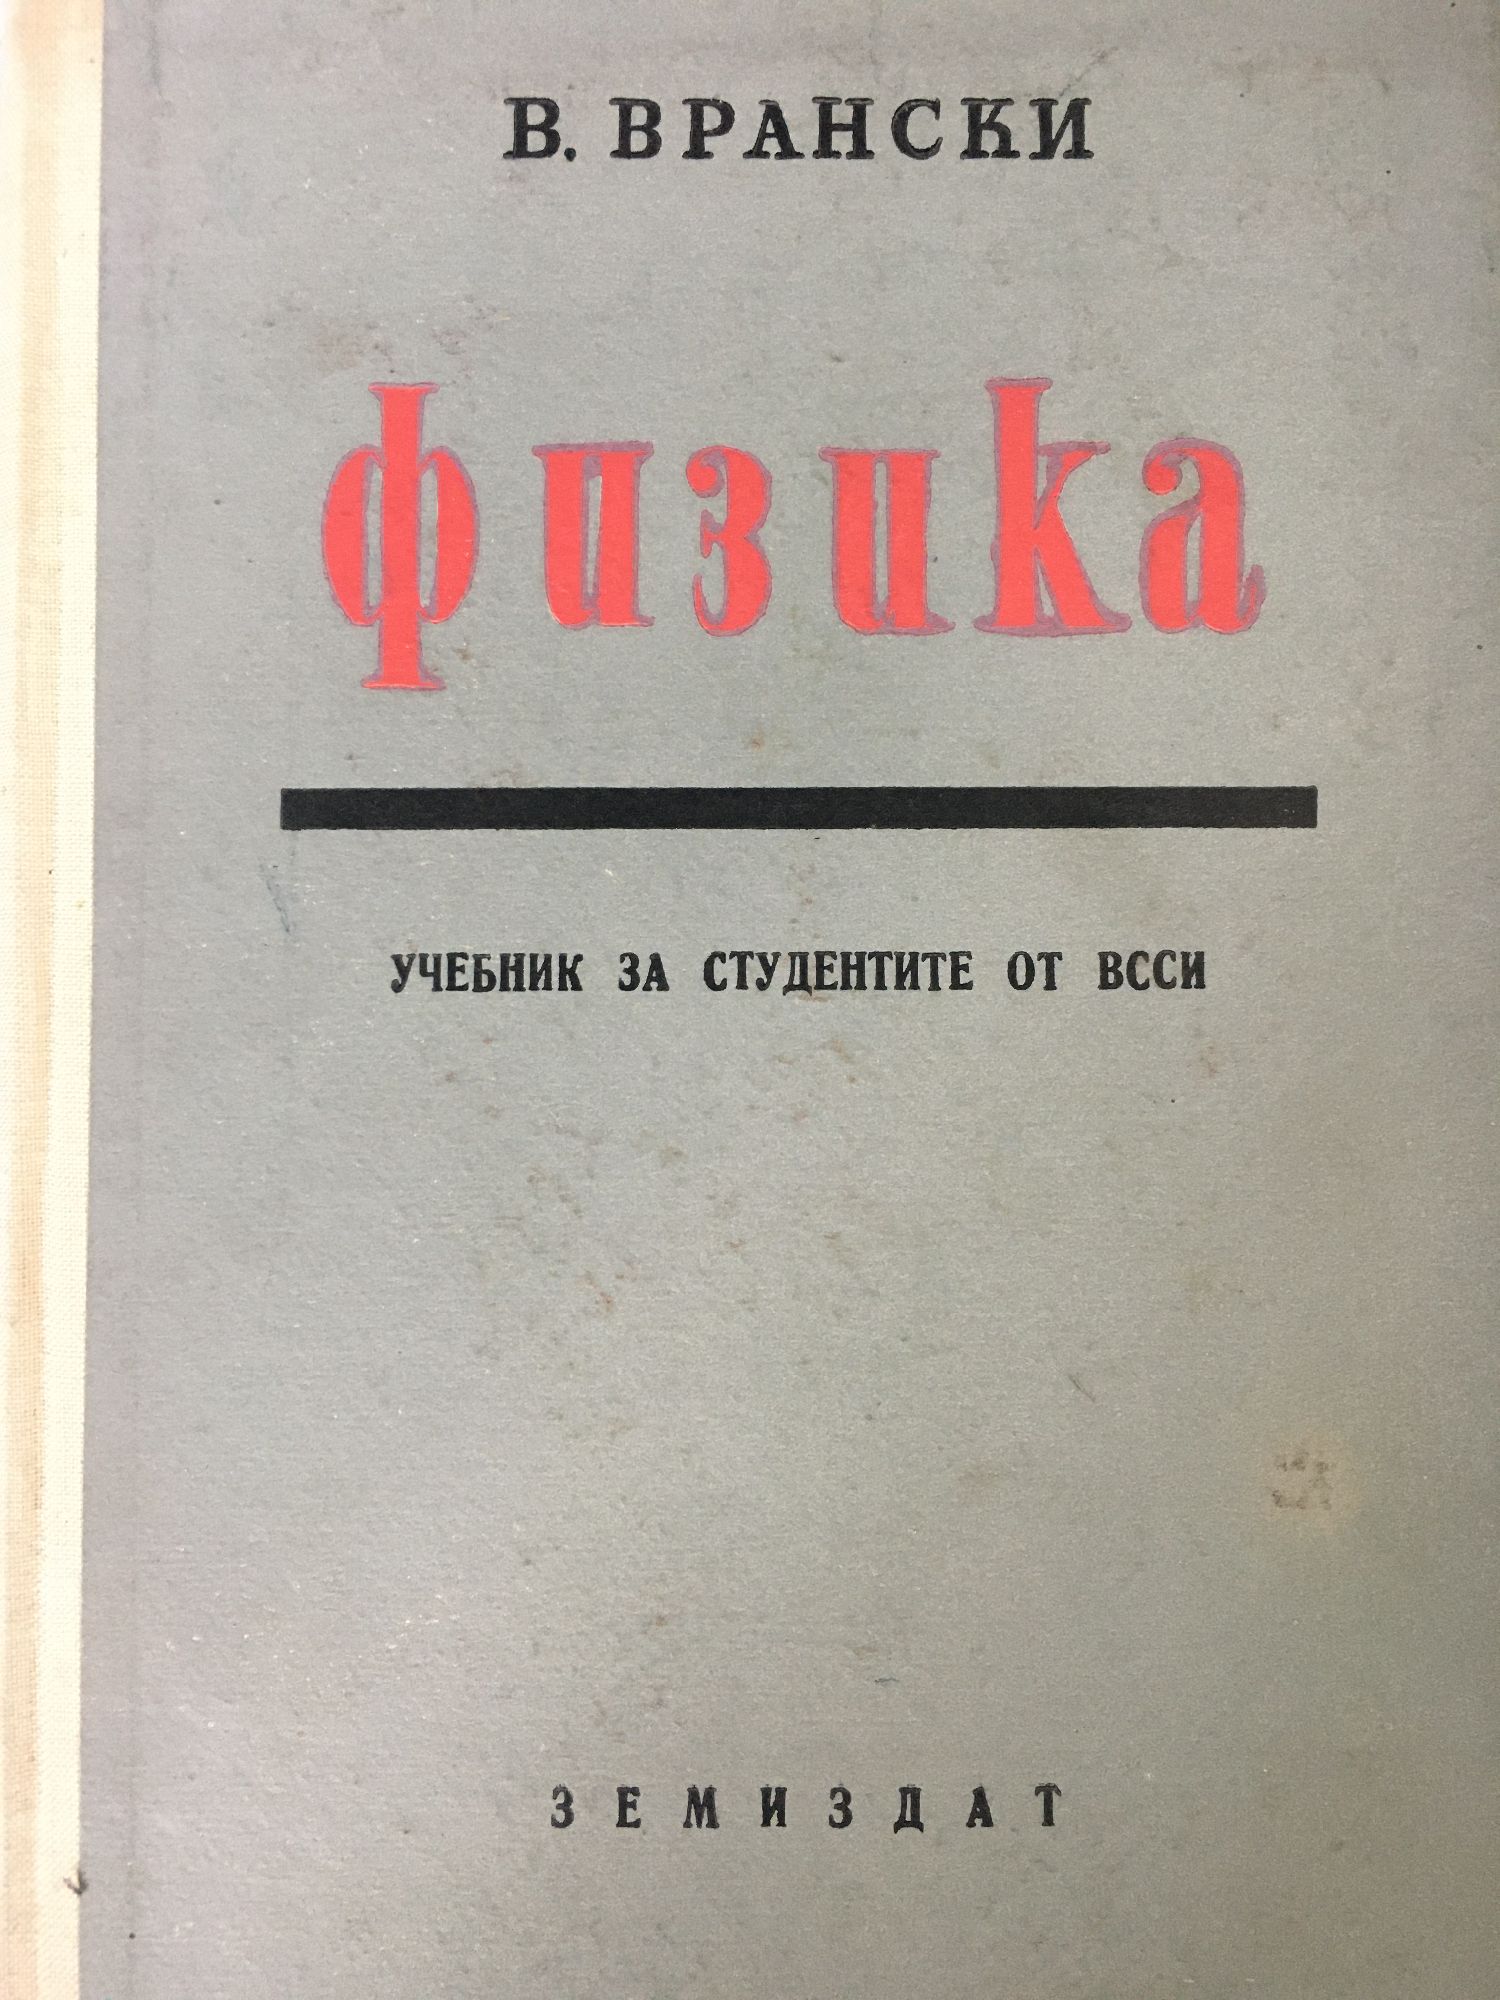 В. ВРАНСКИ
физика
УЧЕБНИК ЗА СТУДЕНТИТЕ ОТ ВССИ
ЗЕМИЗДАТ